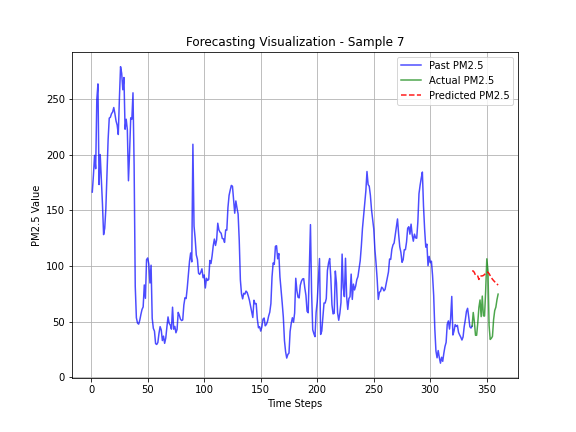 Forecasting Visualization - Sample 7
Past PM2.5
Actual PM2.5
Predicted PM2.5
PM2.5 Value
250
200
150
100
50
0
0 50 100 150 200 250 300 350
Time Steps